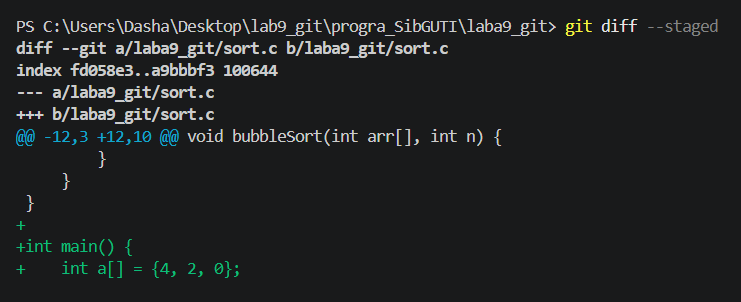 PS C:\Users\Dasha\Desktop\lab9_git\progra_SibGUTI\laba9_git> git diff --staged
diff --git a/laba9_git/sort.c b/laba9_git/sort.c
index fd058e3..a9bbbf3 100644
--- a/laba9_git/sort.c
+++ b/laba9_git/sort.c
@@ -12,3 +12,10 @@ void bubbleSort(int arr[], int n) {
         }
     }
 }
+
+int main() {
+    int a[] = {4, 2, 0};